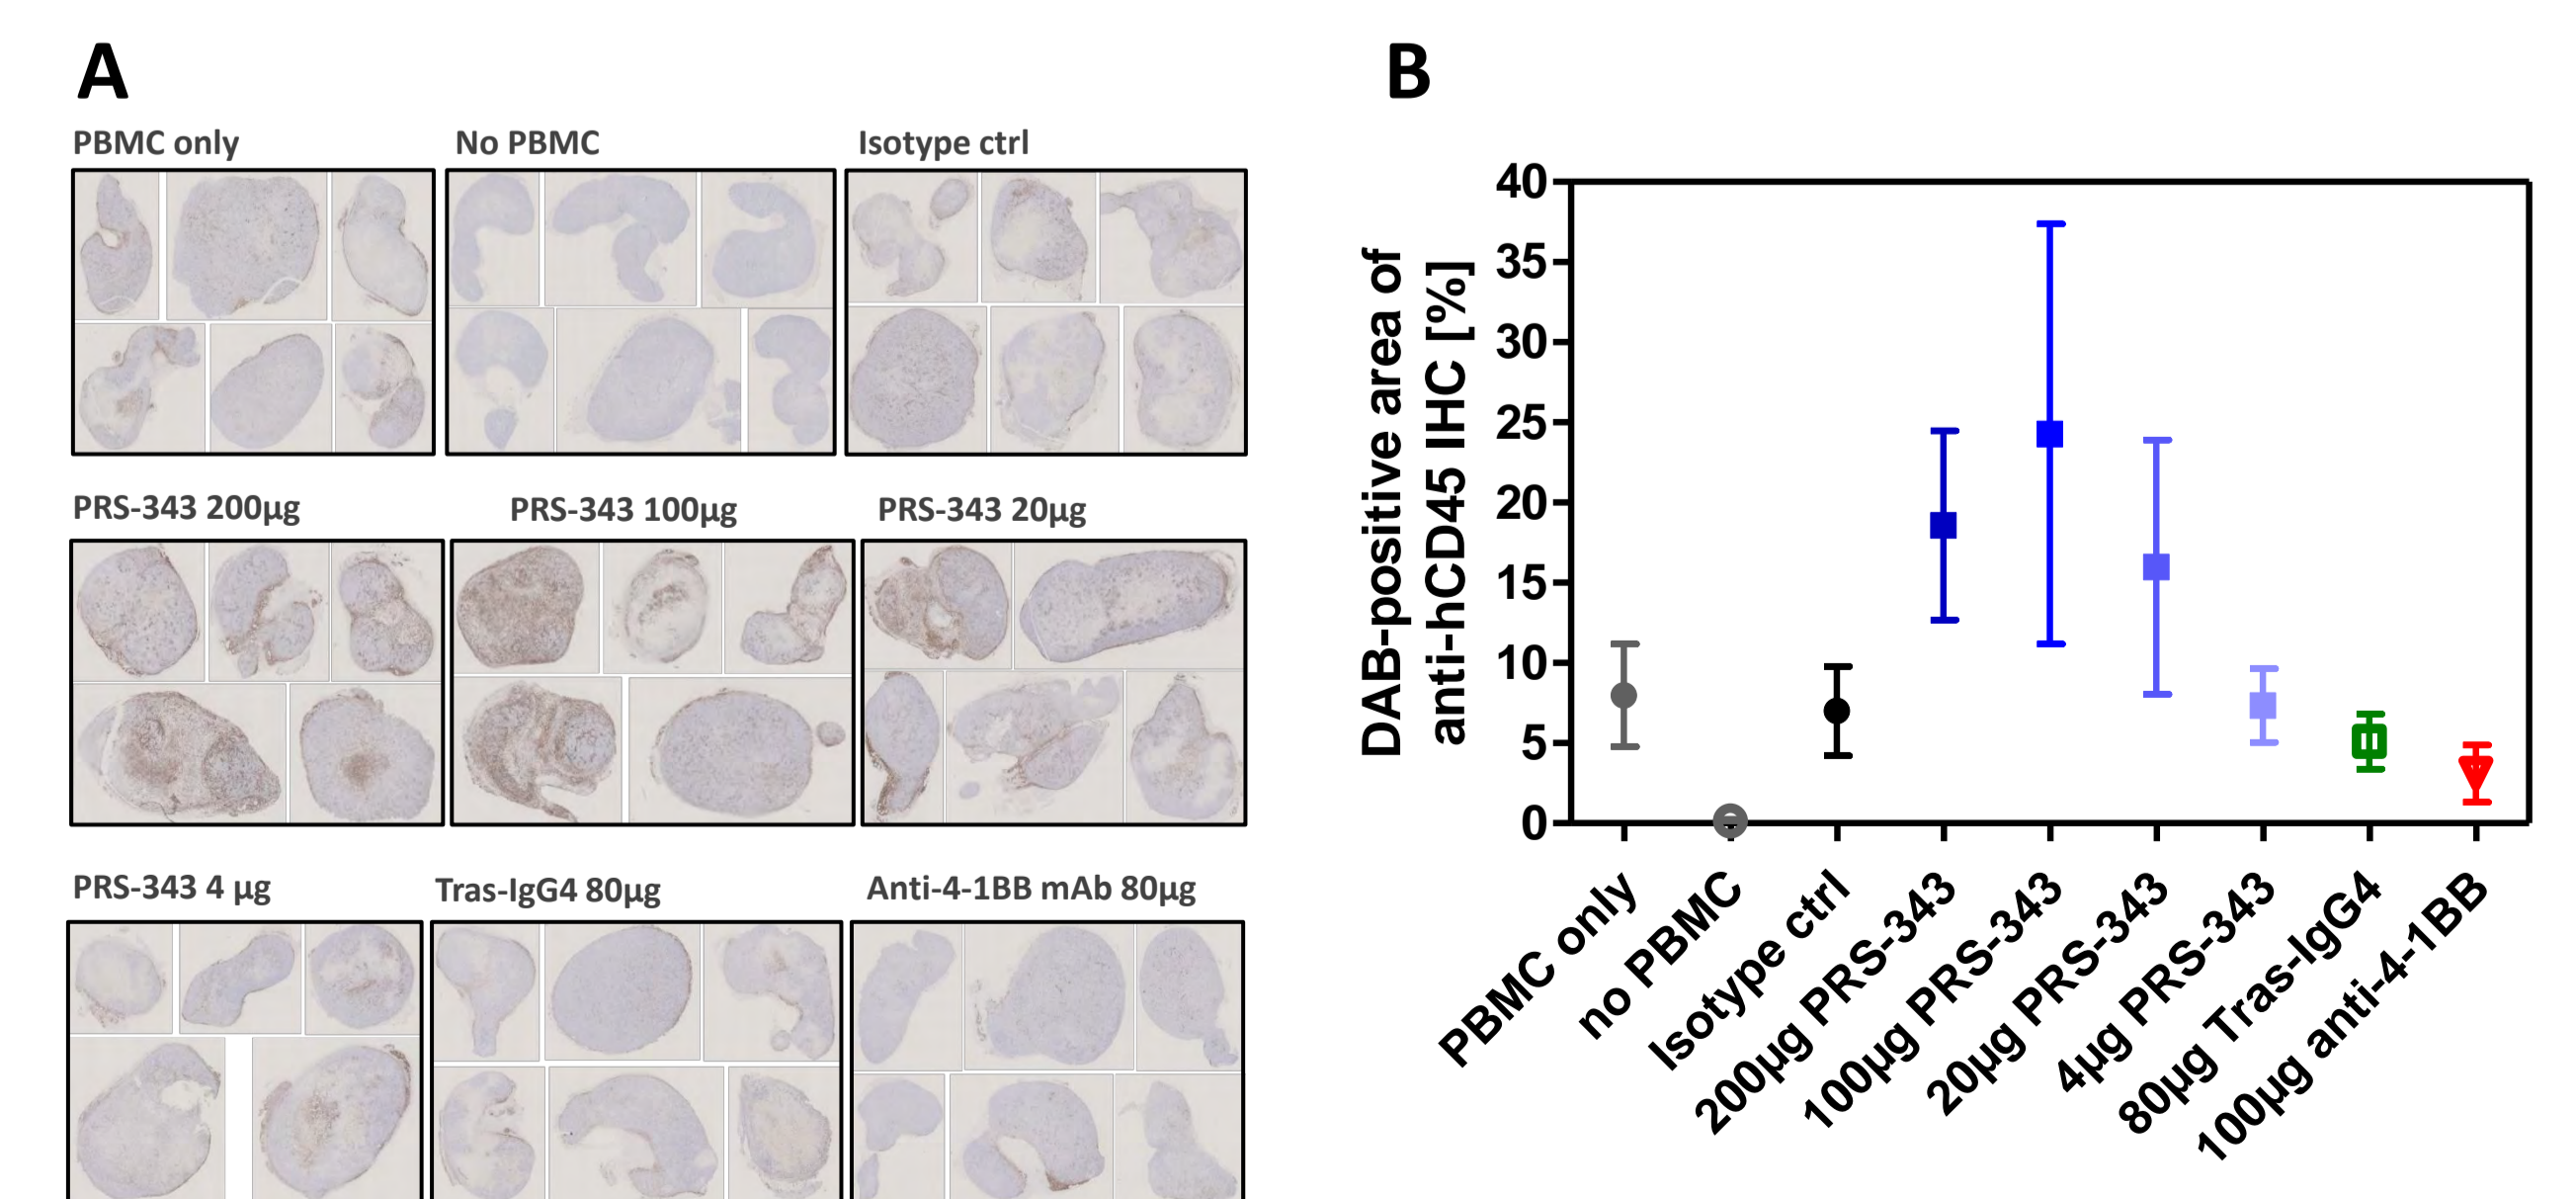 A
PBMC only
No PBMC
Isotype ctrl
PRS-343 200µg
PRS-343 100µg
PRS-343 20µg
PRS-343 4 µg
Tras-IgG4 80µg
Anti-4-1BB mAb 80µg
B
DAB-positive area of
anti-hCD45 IHC [%]
40
35
30
25
20
15
10
5
0
PBMC only
no PBMC
Isotype ctrl
200µg PRS-343
100µg PRS-343
20µg PRS-343
4µg PRS-343
80µg Tras-IgG4
100µg anti-4-1BB